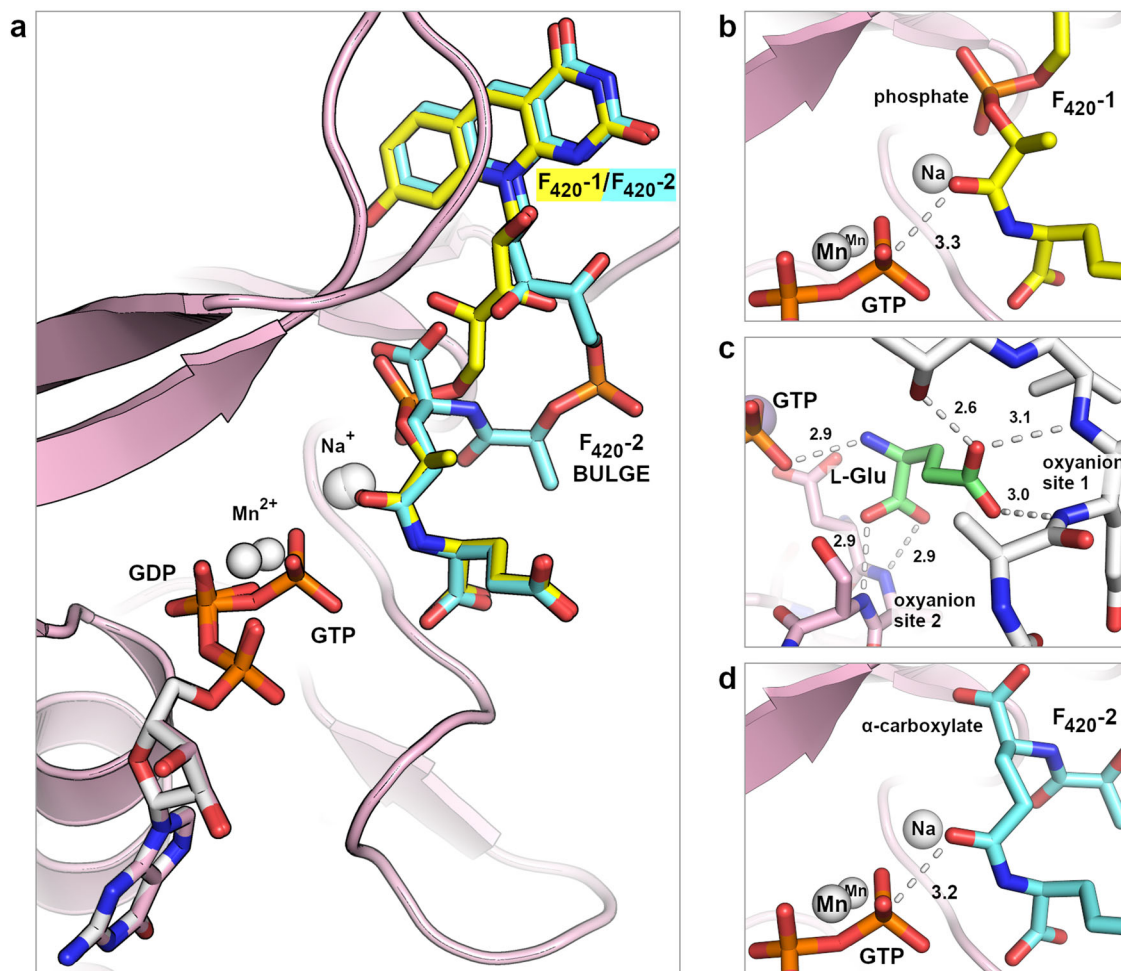 a
F420-1/F420-2
F420-2
BULGE
Na+
Mn2+
GDP
GTP
b
phosphate
F420-1
Na
3.3
Mn
Mn
GTP
c
GTP
2.6
3.1
2.9
L-Glu
oxyanion
site 1
3.0
2.9
2.9
oxyanion
site 2
d
α-carboxylate
F420-2
Na
Mn
Mn
3.2
GTP